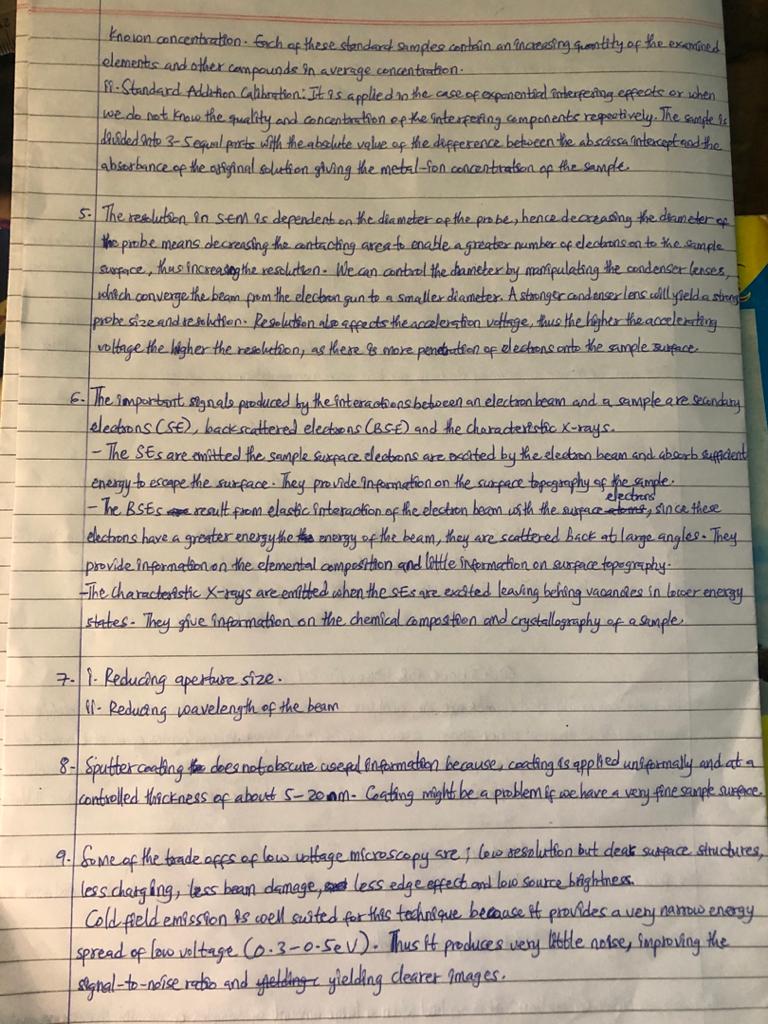 known concentration. Each of these standard samples contain an increasing quantity of the examined
elements and other compounds in average concentration.
ii. Standard Addition Calibration: It is applied in the case of exponential interfering effects or when
we do not know the quality and concentration of the interfering components respectively. The sample is
divided into 3-5 equal parts with the absolute value of the difference between the abscissa intercept and the
absorbance of the original solution giving the metal-ion concentration of the sample.
5. The resolution in SEM is dependent on the diameter of the probe, hence decreasing the diameter of
the probe means decreasing the contacting area to enable a greater number of electrons on to the sample
surface, thus increasing the resolution. We can control the diameter by manipulating the condenser lenses,
which converge the beam from the electron gun to a smaller diameter. A stronger condenser lens will yield a strong
probe size and resolution. Resolution also affects the acceleration voltage, thus the higher the accelerating
voltage the higher the resolution, as there is more penetration of electrons onto the sample surface.
6. The important signals produced by the interactions between an electron beam and a sample are secondary
electrons (SE), backscattered electrons (BSE) and the characteristic X-rays.
- The SEs are emitted the sample surface electrons are excited by the electron beam and absorb sufficient
energy to escape the surface. They provide information on the surface topography of the sample.
- The BSEs are result from elastic interaction of the electron beam with the surface atoms electrons, since these
electrons have a greater energy the the energy of the beam, they are scattered back at large angles. They
provide information on the elemental composition and little information on surface topography.
- The characteristic X-rays are emitted when the SEs are excited leaving behing vacancies in lower energy
states. They give information on the chemical composition and crystallography of a sample.
7. i. Reducing aperture size.
ii. Reducing wavelength of the beam
8. Sputter coating does not obscure useful information because, coating is applied uniformally and at a
controlled thickness of about 5-20nm. Coating might be a problem if we have a very fine sample surface.
9. Some of the trade offs of low voltage microscopy are; low resolution but clear surface structures,
less charging, less beam damage, and less edge effect and low source brightness.
Cold field emission is well suited for this technique because it provides a very narrow energy
spread of low voltage (0.3-0.5eV). Thus it produces very little noise, improving the
signal-to-noise ratio and yielding yielding clearer images.